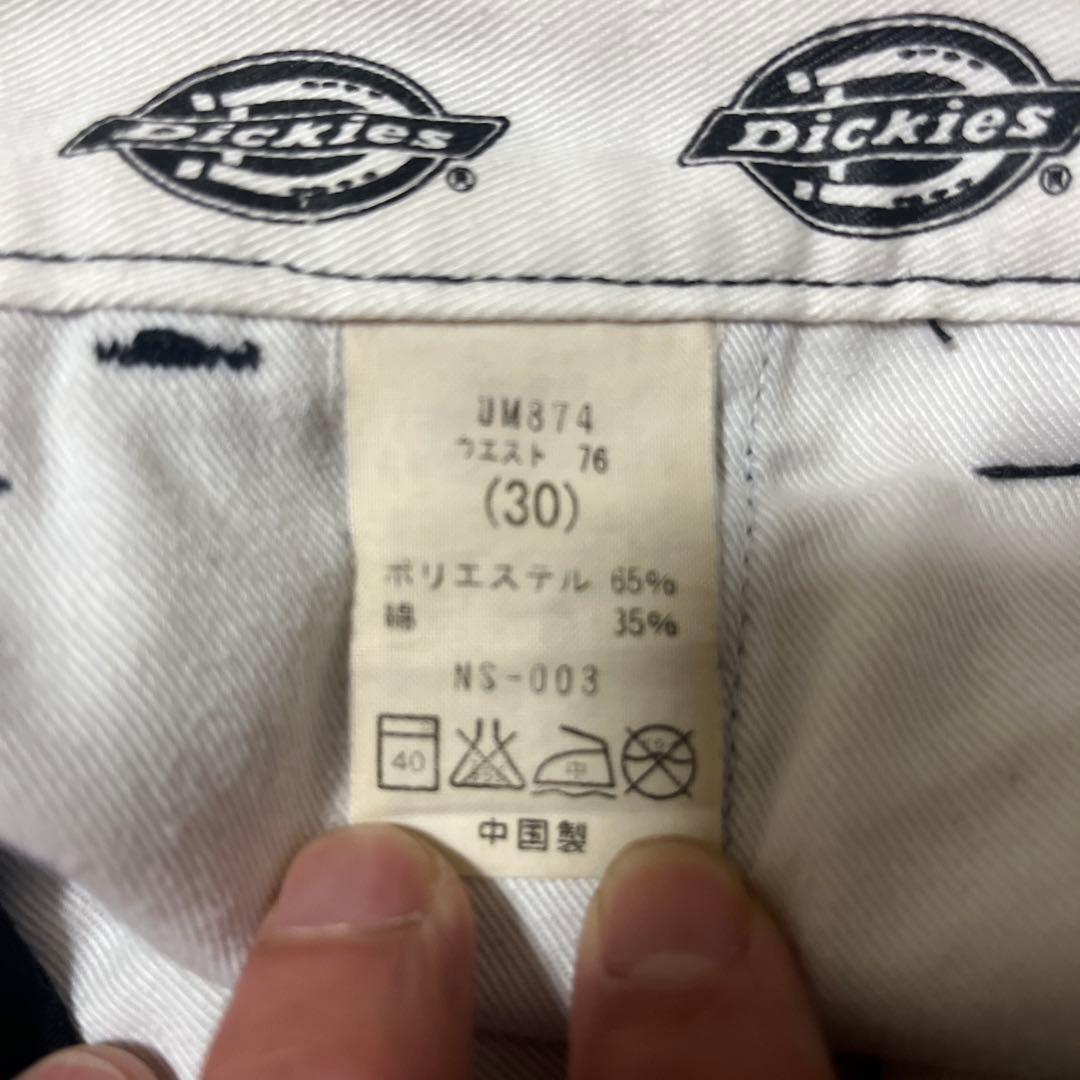 Dickies ®
Dickies ®
UM874
ウエスト 76
(30)
ポリエステル 65%
綿 35%
NS-003
40
中
中国製